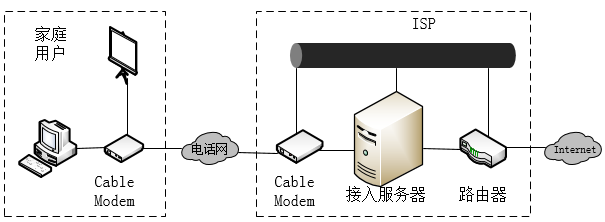 家庭
用户
ISP
电话网
Internet
Cable
Modem
Cable
Modem
接入服务器
路由器